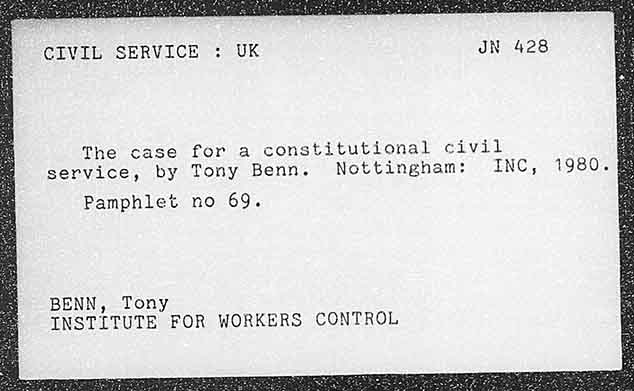 CIVIL SERVICE : UK JN 428
The case for a constitutional civil
service, by Tony Benn. Nottingham: INC, 1980.
Pamphlet no 69.
BENN, Tony
INSTITUTE FOR WORKERS CONTROL